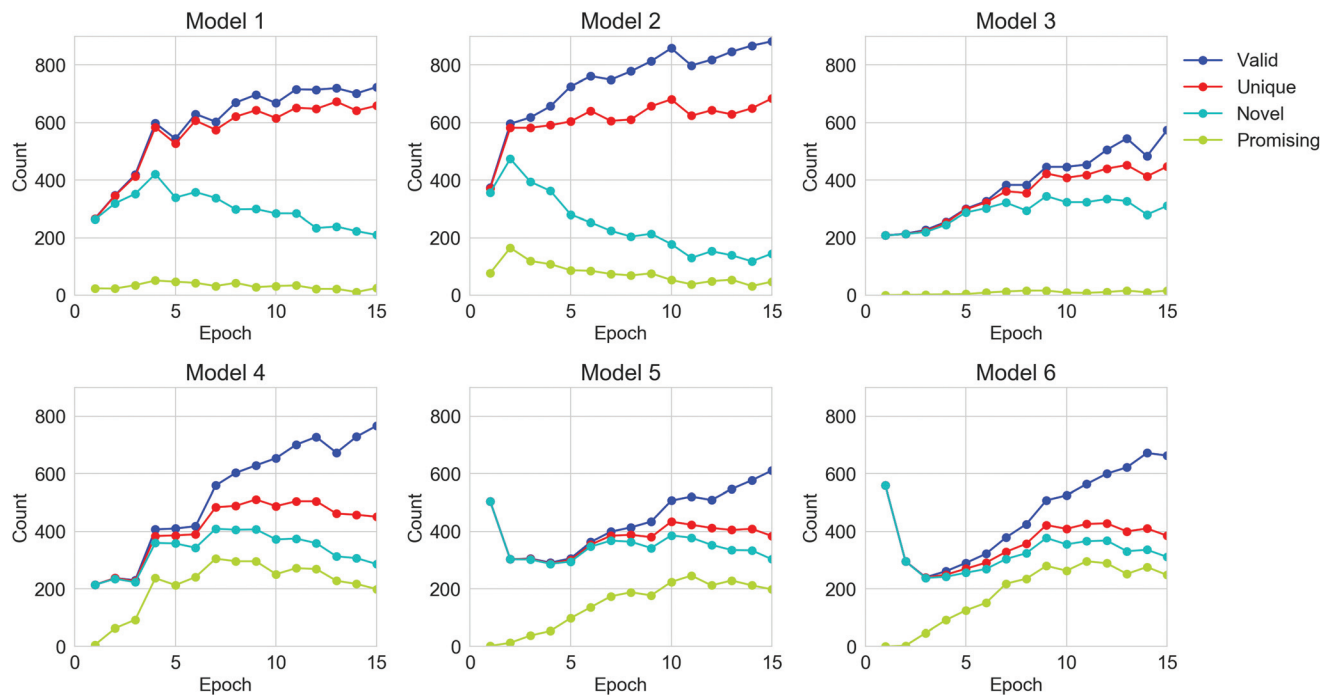 Model 1
Model 2
Model 3
800
600
400
200
0
Count
0 5 10 15
Epoch
800
600
400
200
0
Count
0 5 10 15
Epoch
800
600
400
200
0
Count
0 5 10 15
Epoch
Valid
Unique
Novel
Promising
Model 4
Model 5
Model 6
800
600
400
200
0
Count
0 5 10 15
Epoch
800
600
400
200
0
Count
0 5 10 15
Epoch
800
600
400
200
0
Count
0 5 10 15
Epoch